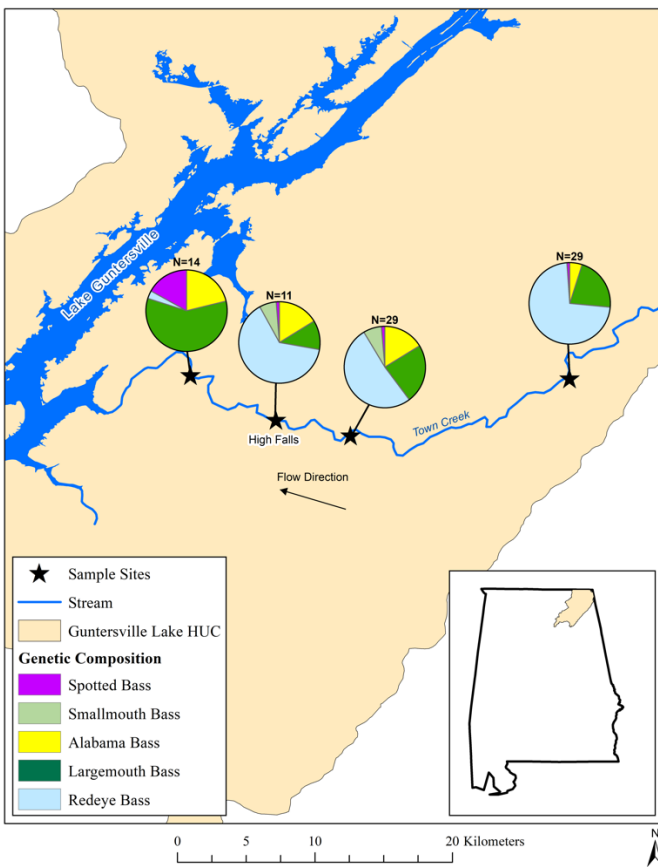 Lake Guntersville
N=14
N=11
N=29
N=29
High Falls
Town Creek
Flow Direction
Sample Sites
Stream
Guntersville Lake HUC
Genetic Composition
Spotted Bass
Smallmouth Bass
Alabama Bass
Largemouth Bass
Redeye Bass
0 5 10 20 Kilometers
N